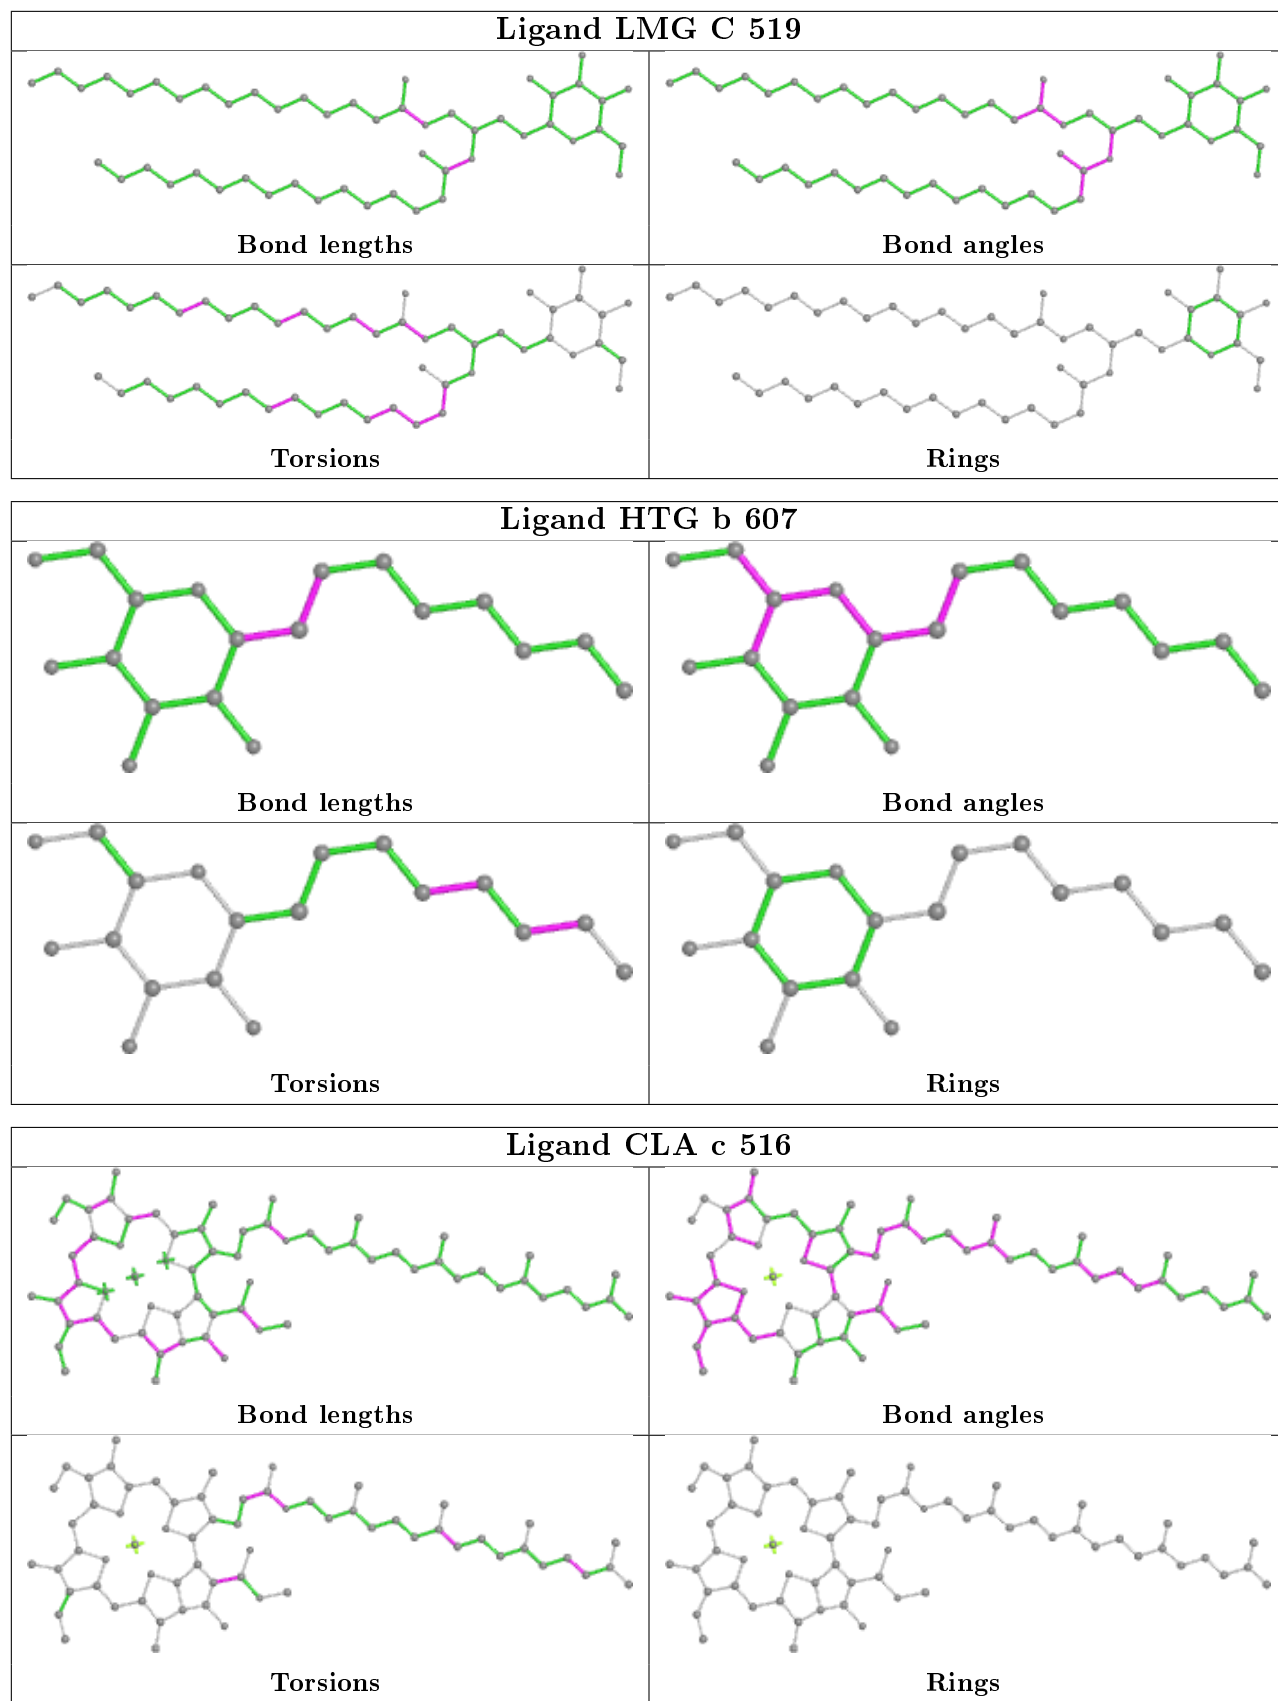 Ligand LMG C 519
Bond lengths
Bond angles
Torsions
Rings
Ligand HTG b 607
Bond lengths
Bond angles
Torsions
Rings
Ligand CLA c 516
Bond lengths
Bond angles
Torsions
Rings